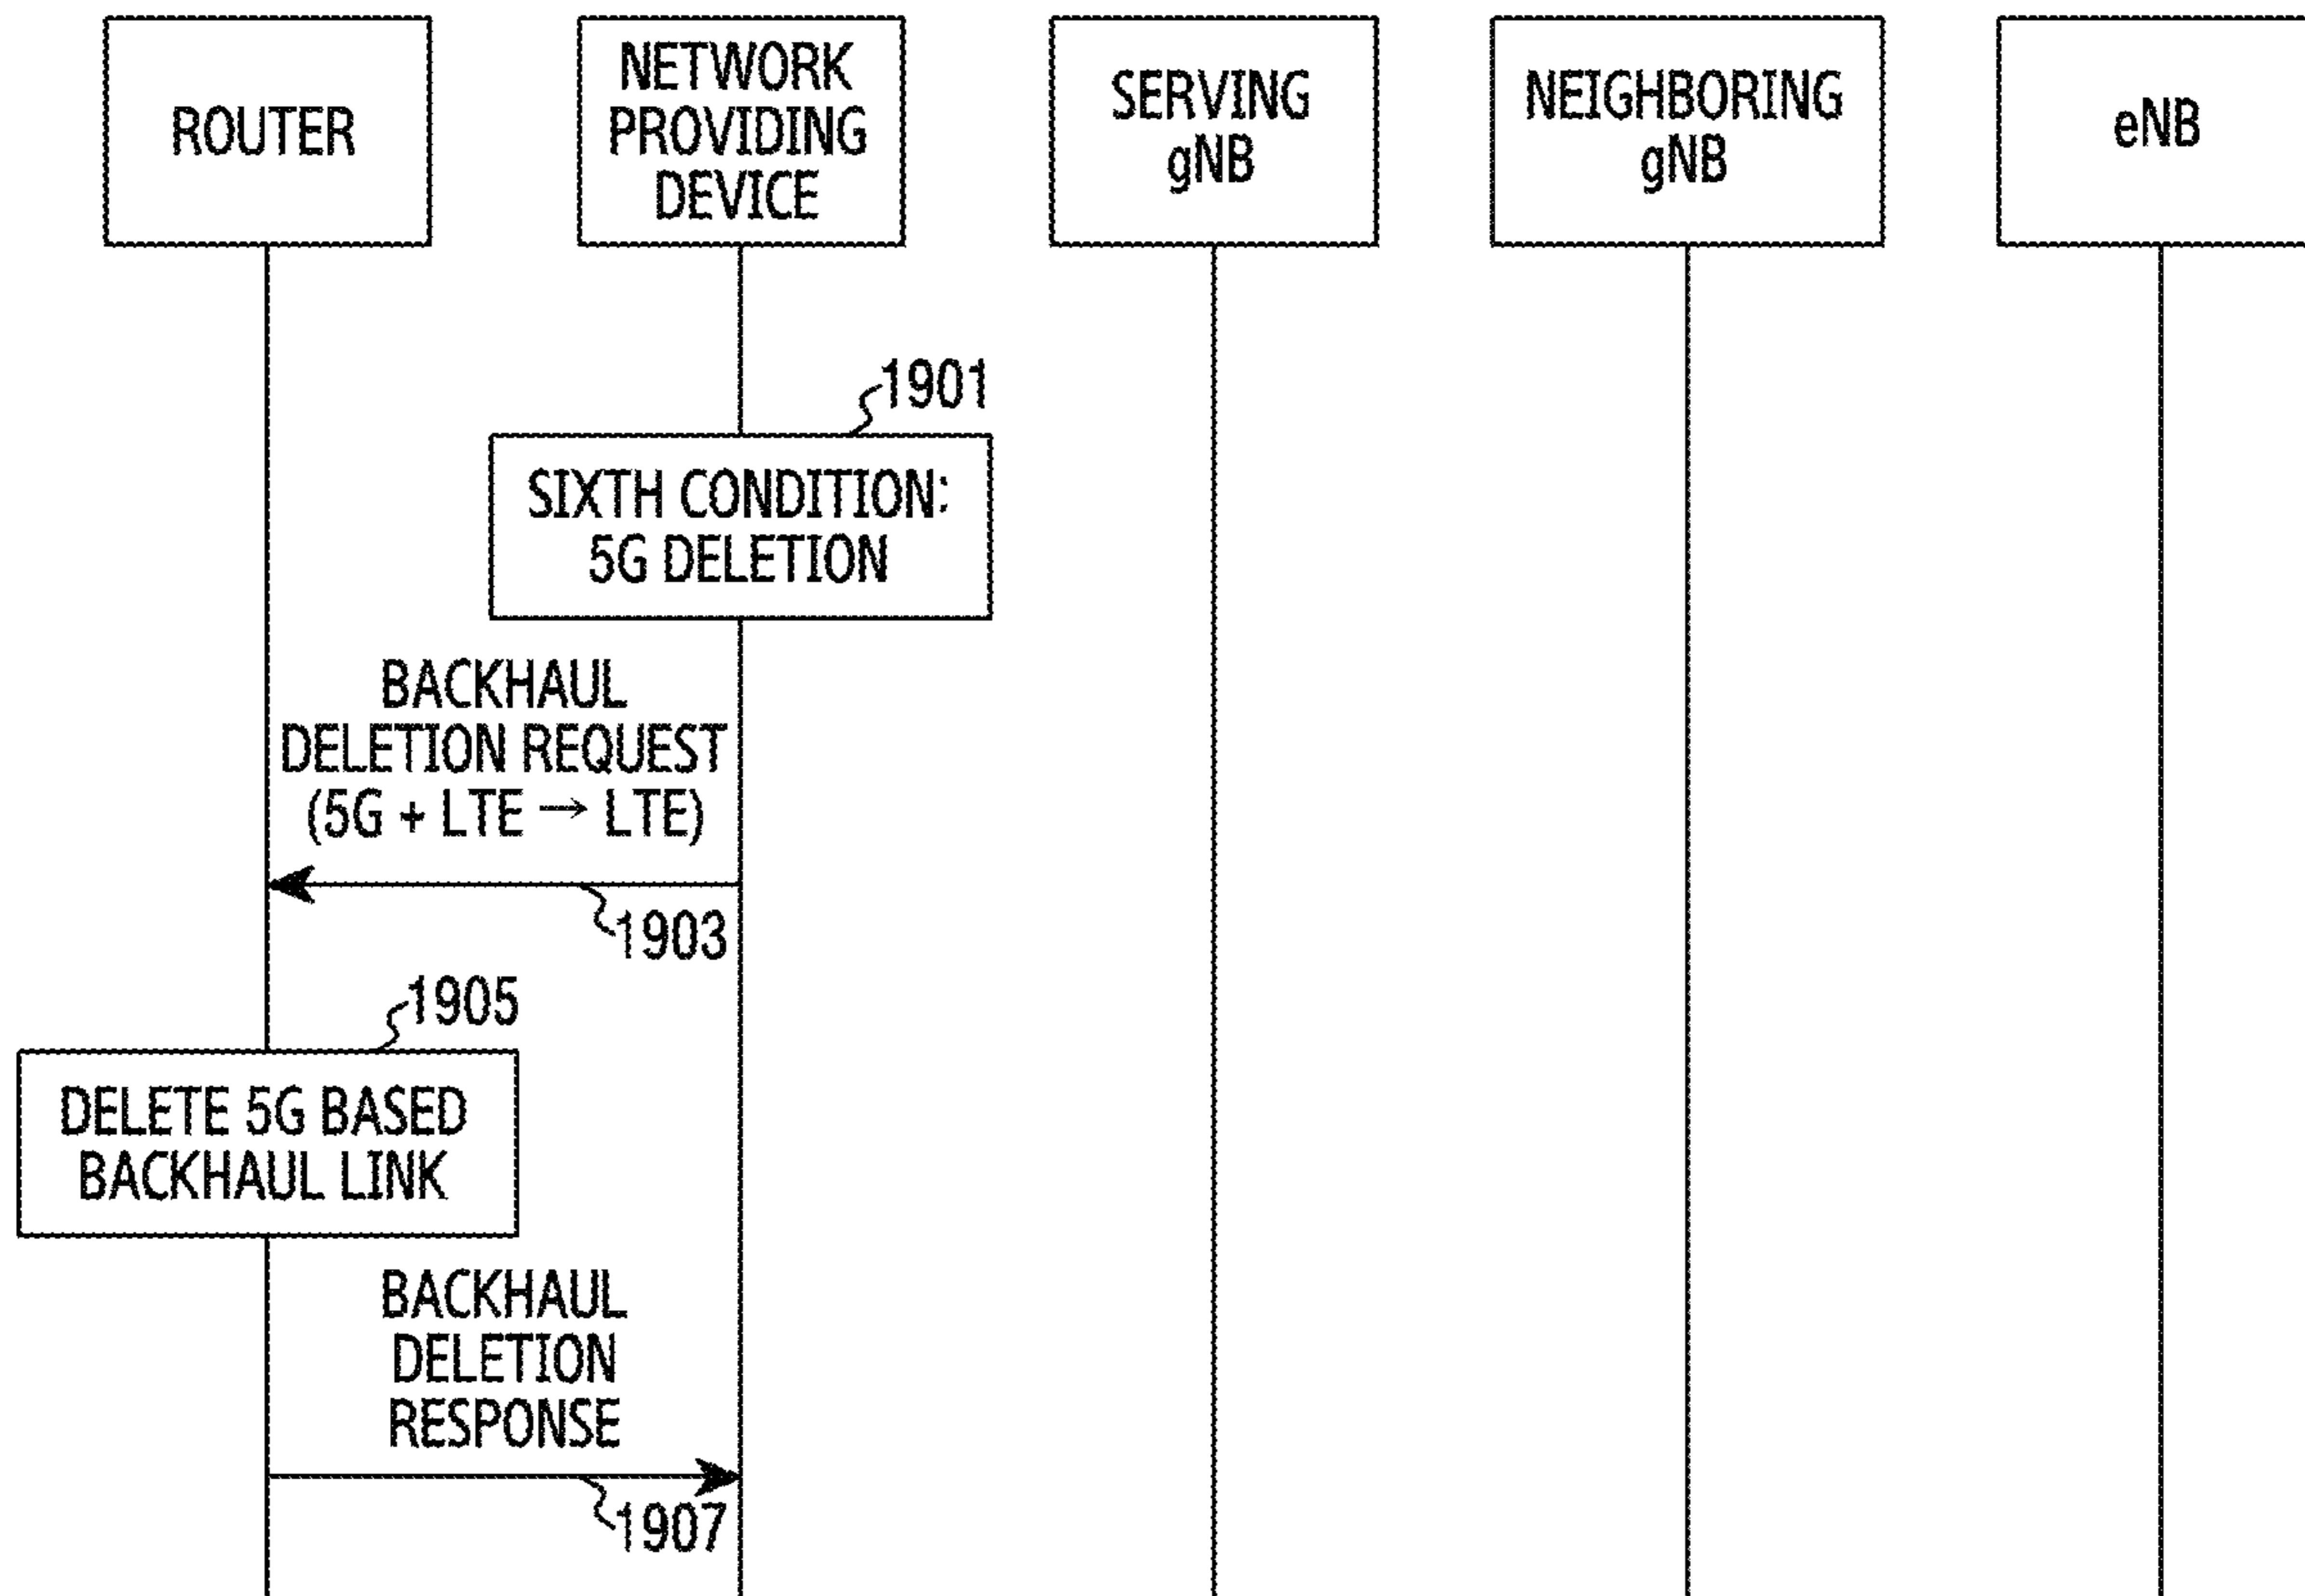 ROUTER
NETWORK
PROVIDING
DEVICE
SERVING
gNB
NEIGHBORING
gNB
eNB
1901
SIXTH CONDITION:
5G DELETION
BACKHAUL
DELETION REQUEST
(5G + LTE → LTE)
1903
1905
DELETE 5G BASED
BACKHAUL LINK
BACKHAUL
DELETION
RESPONSE
1907